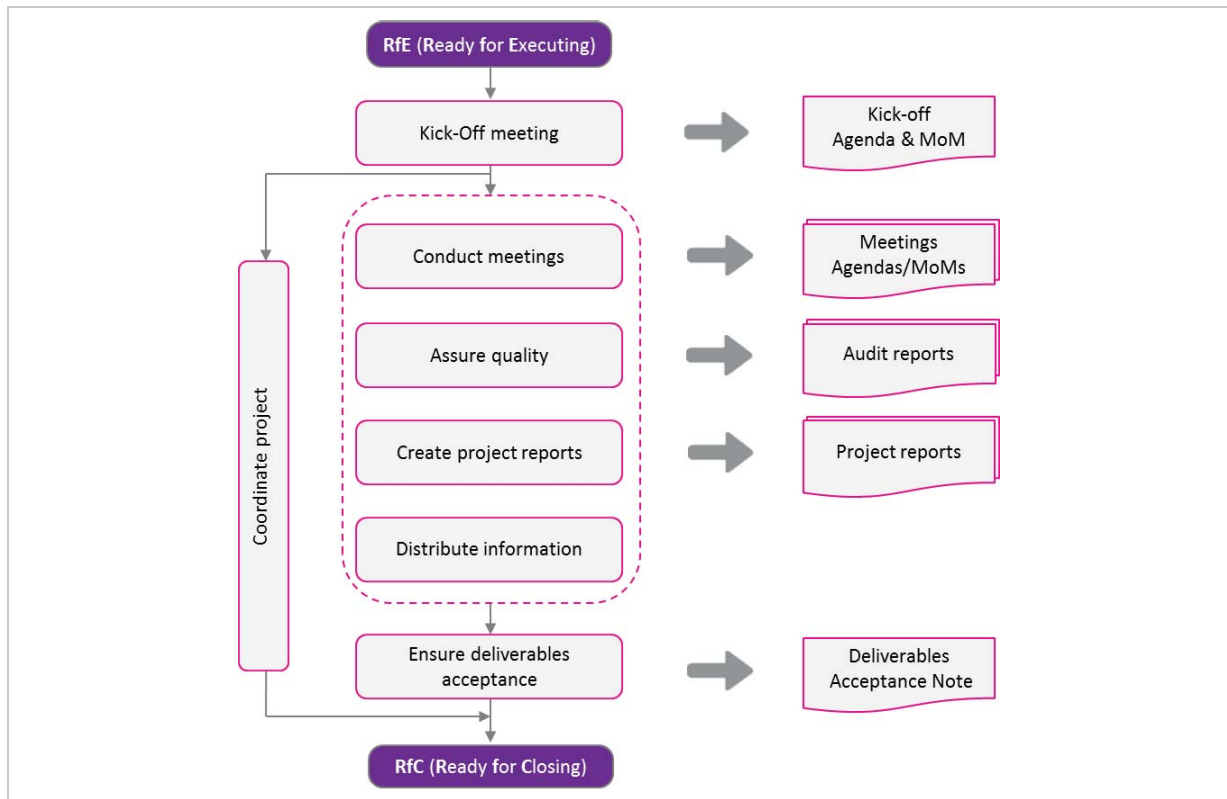 RfE (Ready for Executing)
Kick-Off meeting
Kick-off
Agenda & MoM
Conduct meetings
Meetings
Agendas/MoMs
Assure quality
Audit reports
Coordinate project
Create project reports
Project reports
Distribute information
Ensure deliverables
acceptance
Deliverables
Acceptance Note
RfC (Ready for Closing)